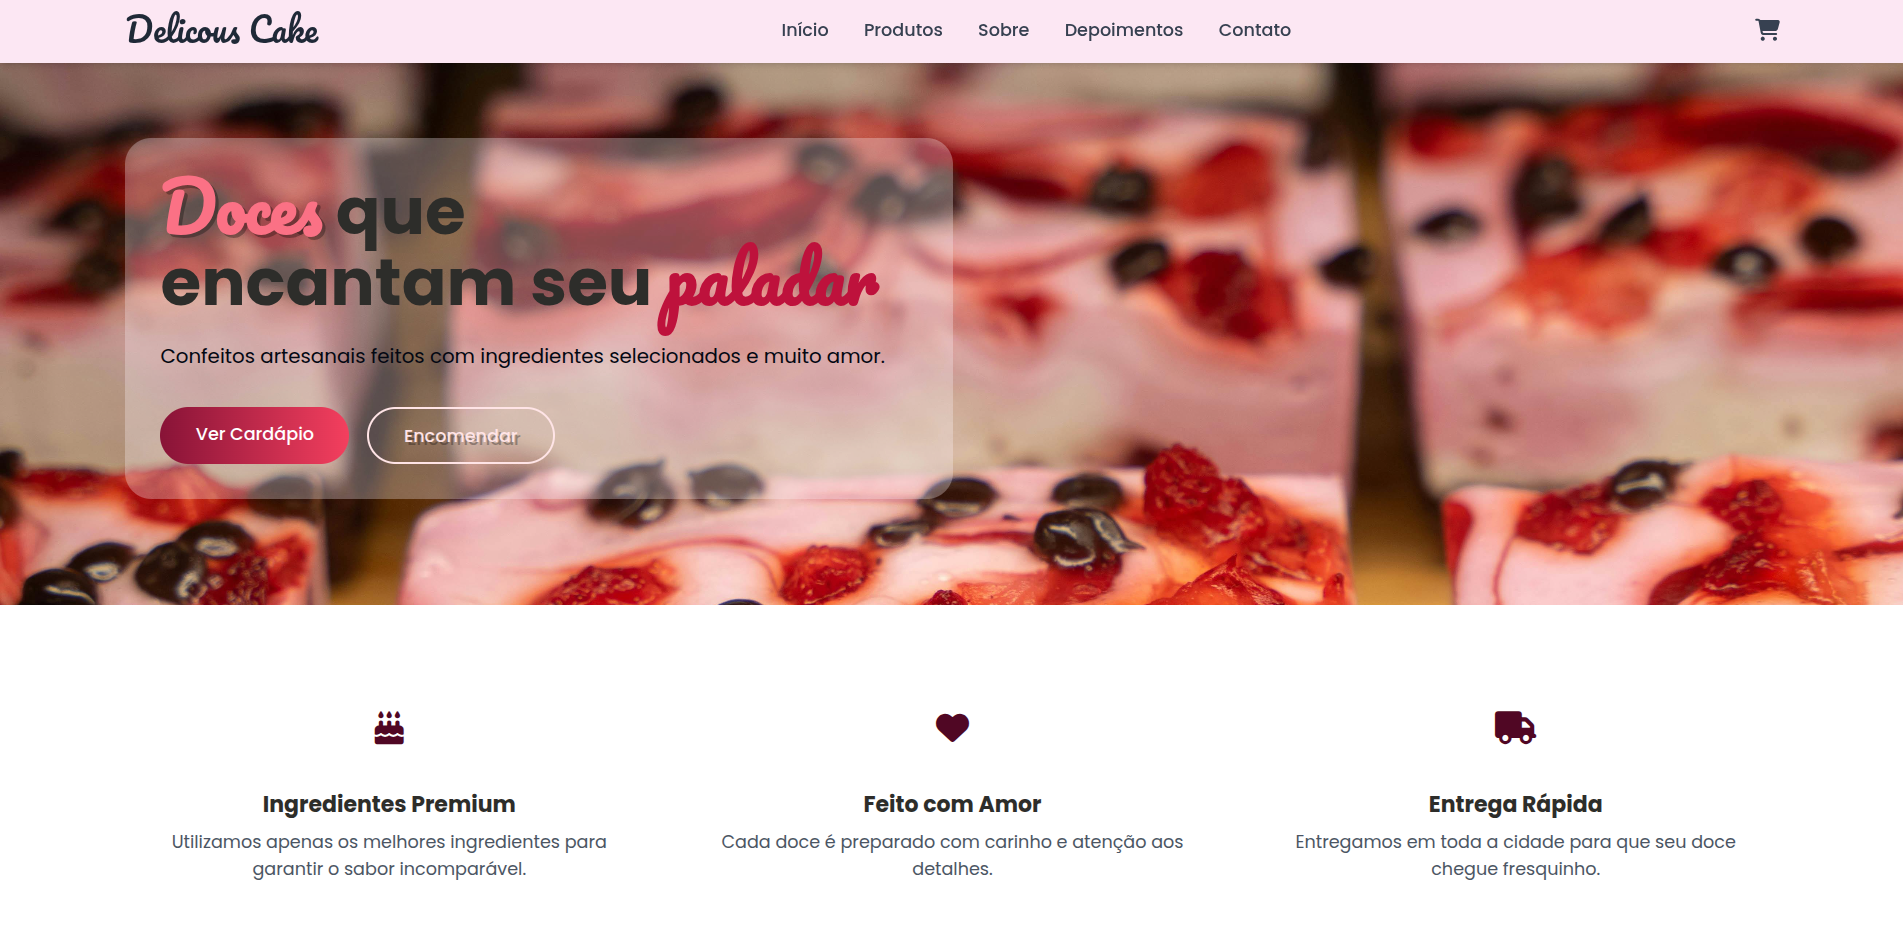 Delicous Cake
Início Produtos Sobre Depoimentos Contato
Doces que
encantam seu paladar
Confeitos artesanais feitos com ingredientes selecionados e muito amor.
Ver Cardápio Encomendar
Ingredientes Premium
Utilizamos apenas os melhores ingredientes para
garantir o sabor incomparável.
Feito com Amor
Cada doce é preparado com carinho e atenção aos
detalhes.
Entrega Rápida
Entregamos em toda a cidade para que seu doce
chegue fresquinho.